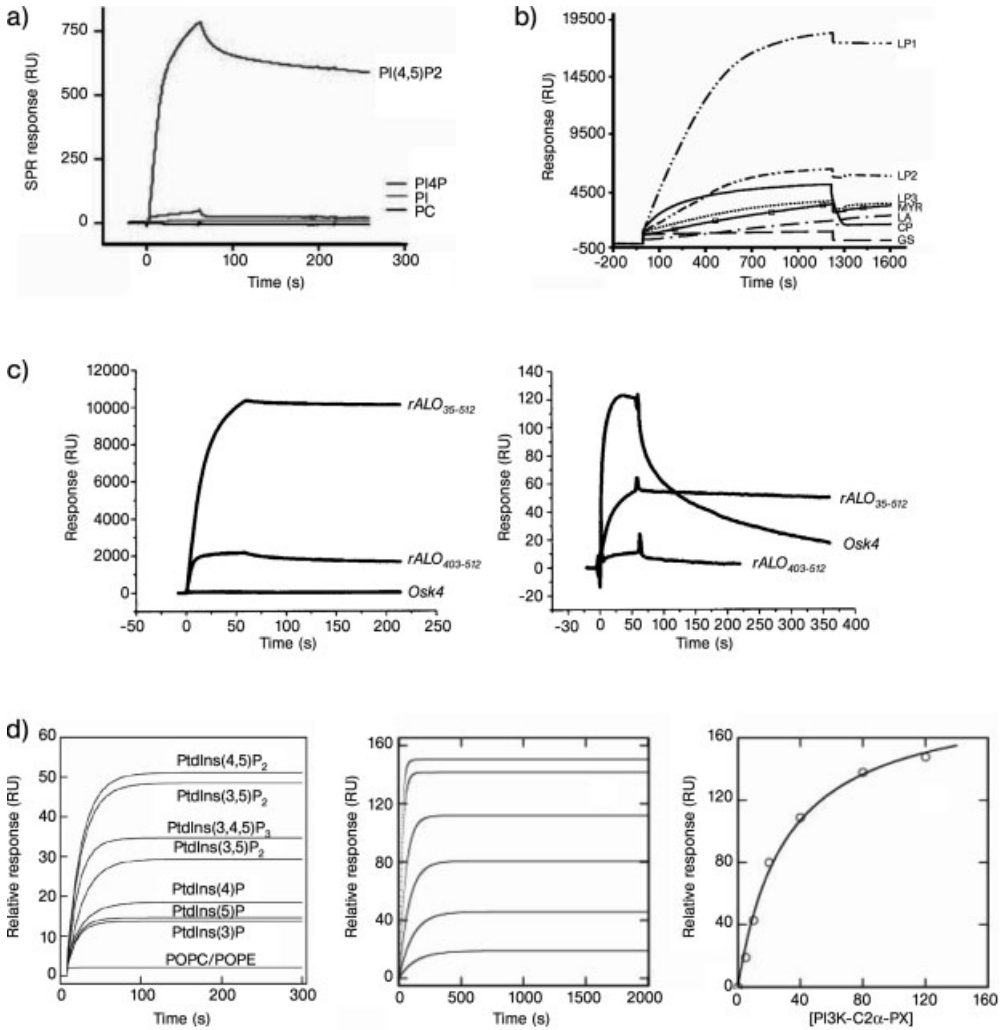 a)
SPR response (RU)
750
500
250
0
0
100
200
300
Time (s)
PI(4,5)P2
PI4P
PI
PC
b)
Response (RU)
19500
14500
9500
4500
-500
-200
100
400
700
1000
1300
1600
Time (s)
LP1
LP2
LP3
MYR
LA
CP
GS
c)
Response (RU)
12000
10000
8000
6000
4000
2000
0
-50
0
50
100
150
200
250
Time (s)
rALO35-512
rALO403-512
Osk4
Response (RU)
140
120
100
80
60
40
20
0
-20
-30
0
50
100
150
200
250
300
350
400
Time (s)
rALO35-512
Osk4
rALO403-512
d)
Relative response (RU)
60
50
40
30
20
10
0
0
100
200
300
Time (s)
PtdIns(4,5)P2
PtdIns(3,5)P2
PtdIns(3,4,5)P3
PtdIns(3,5)P2
PtdIns(4)P
PtdIns(5)P
PtdIns(3)P
POPC/POPE
Relative response (RU)
160
120
80
40
0
0
500
1000
1500
2000
Time (s)
Relative response (RU)
160
120
80
40
0
0
40
80
120
160
[PI3K-C2α-PX]